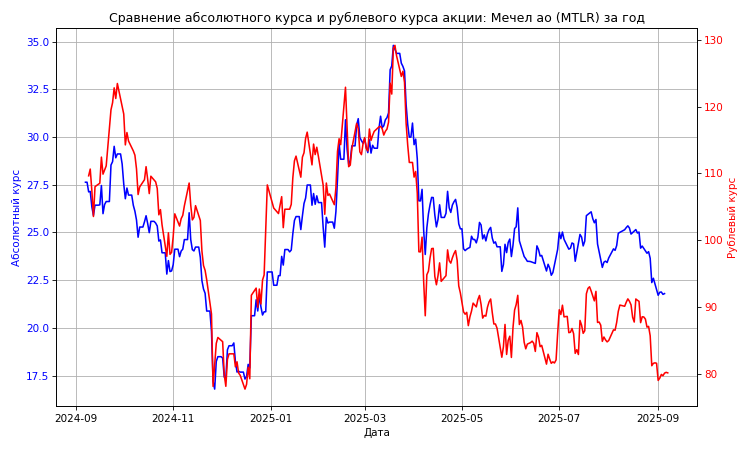 Сравнение абсолютного курса и рублевого курса акции: Мечел ао (MTLR) за год
35.0
32.5
30.0
27.5
25.0
22.5
20.0
17.5
Абсолютный курс
130
120
110
100
90
80
Рублевый курс
2024-09 2024-11 2025-01 2025-03 2025-05 2025-07 2025-09
Дата